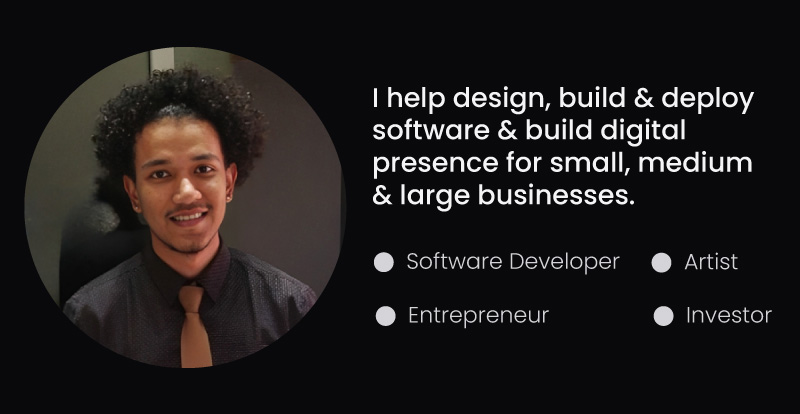 I help design, build & deploy
software & build digital
presence for small, medium
& large businesses.
Software Developer
Artist
Entrepreneur
Investor